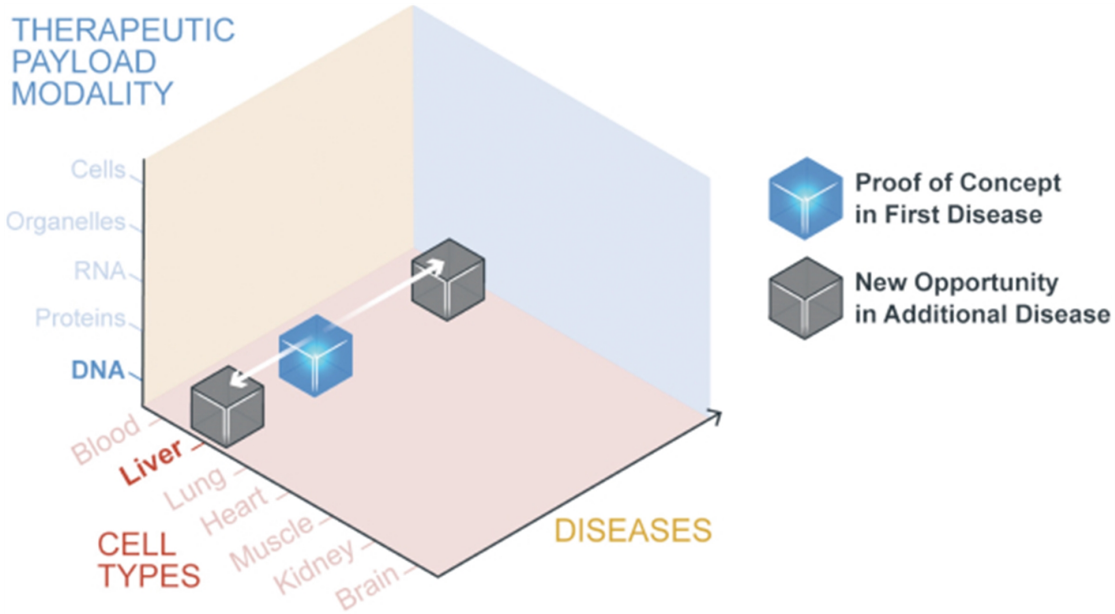 THERAPEUTIC
PAYLOAD
MODALITY
Cells
Organelles
RNA
Proteins
DNA
Blood
Liver
Lung
Heart
Muscle
Kidney
Brain
CELL
TYPES
DISEASES
Proof of Concept
in First Disease
New Opportunity
in Additional Disease